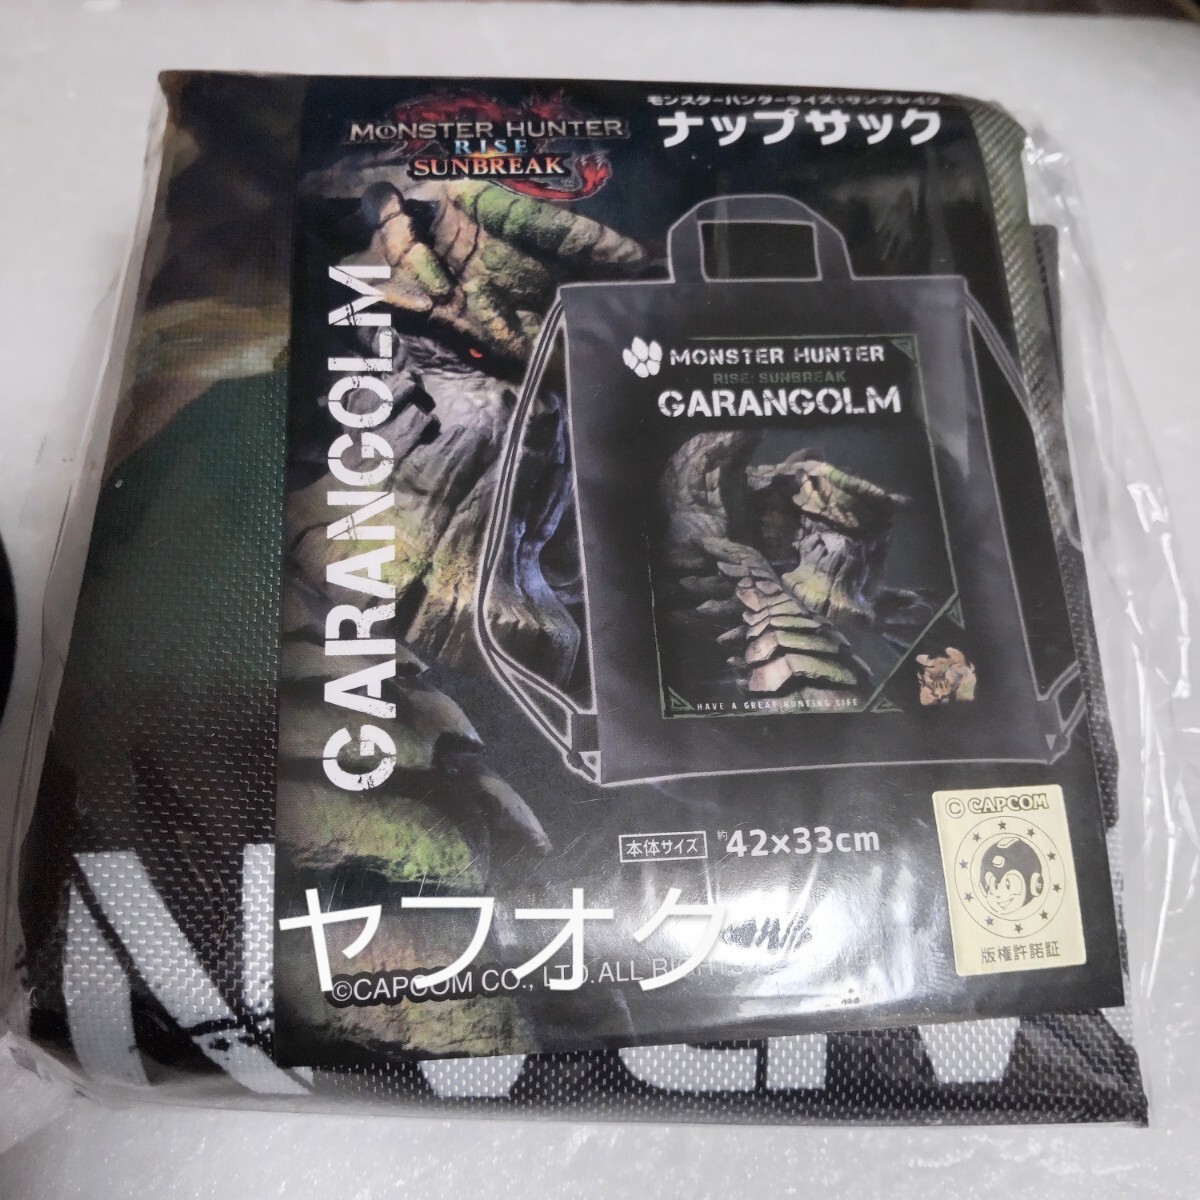 MONSTER HUNTER
RISE
SUNBREAK
モンスターハンターライズ:サンブレイク
ナップサック
GARANGOLM
MONSTER HUNTER
RISE: SUNBREAK
GARANGOLM
HAVE A GREAT HUNTING LIFE
本体サイズ 約42×33cm
© CAPCOM
版権許諾証
ヤフオク
©CAPCOM CO., LTD. ALL RIGHTS